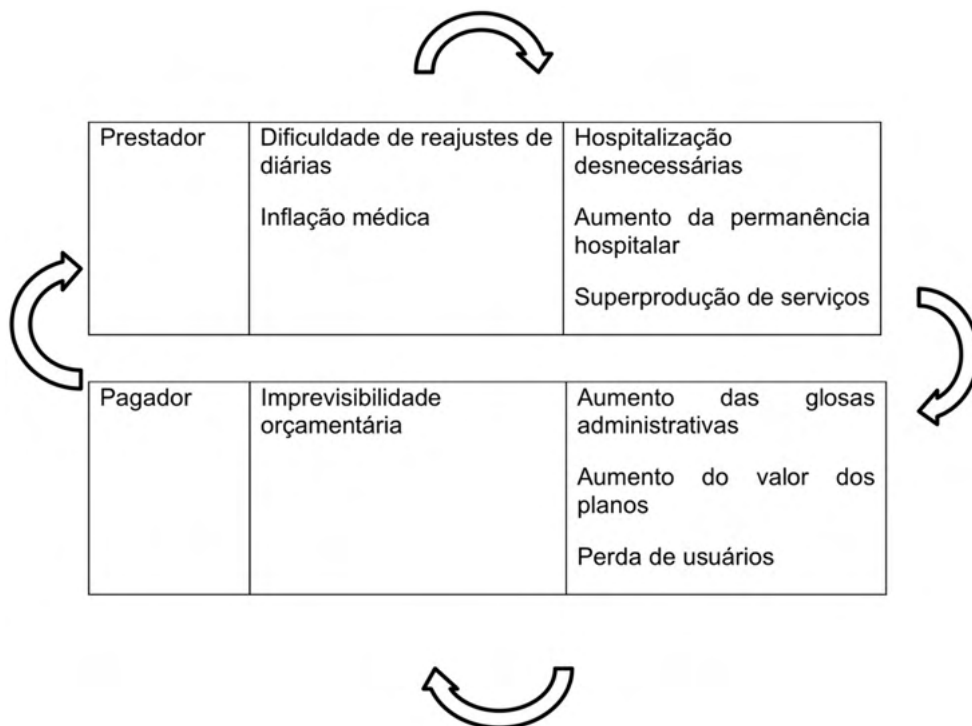 Prestador
Dificuldade de reajustes de
diárias
Inflação médica
Hospitalização
desnecessárias
Aumento da permanência
hospitalar
Superprodução de serviços
Pagador
Imprevisibilidade
orçamentária
Aumento das glosas
administrativas
Aumento do valor dos
planos
Perda de usuários